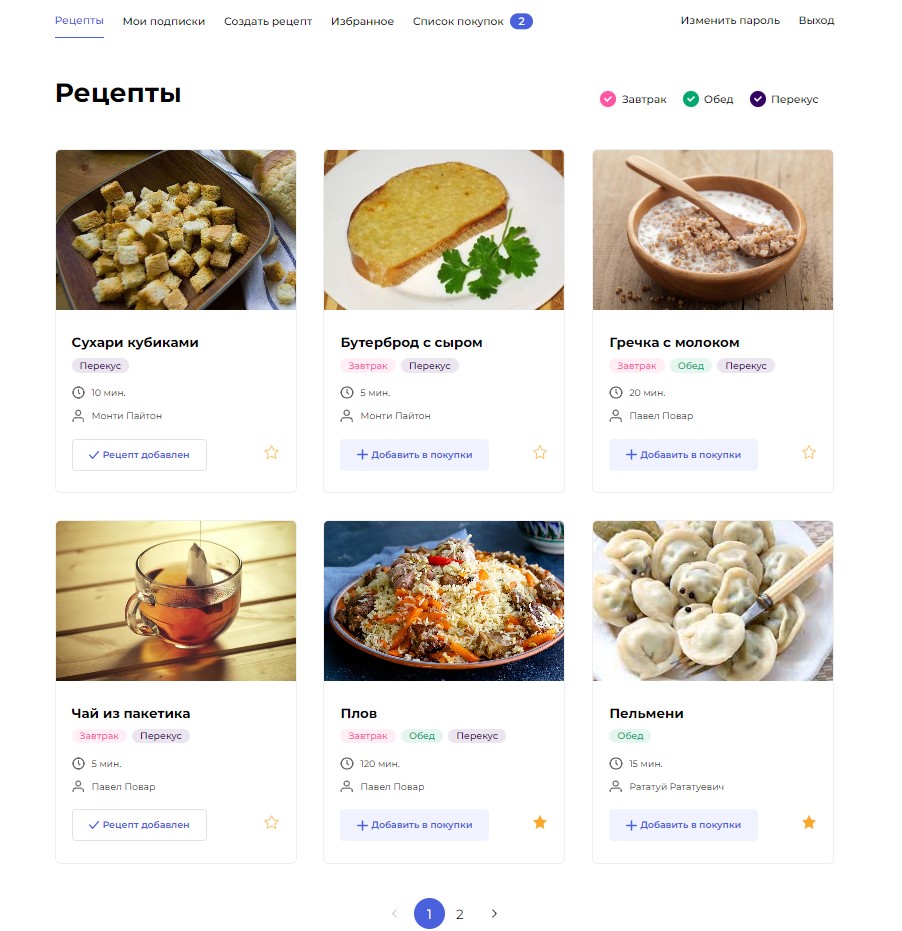 Рецепты Мои подписки Создать рецепт Избранное Список покупок 2 Изменить пароль Выход
Рецепты
Завтрак Обед Перекус
Сухари кубиками
Перекус
10 мин.
Монти Пайтон
Рецепт добавлен
Бутерброд с сыром
Завтрак Перекус
5 мин.
Монти Пайтон
Добавить в покупки
Гречка с молоком
Завтрак Обед Перекус
20 мин.
Павел Повар
Добавить в покупки
Чай из пакетика
Завтрак Перекус
5 мин.
Павел Повар
Рецепт добавлен
Плов
Завтрак Обед Перекус
120 мин.
Павел Повар
Добавить в покупки
Пельмени
Обед
15 мин.
Рататуй Рататуевич
Добавить в покупки
1 2